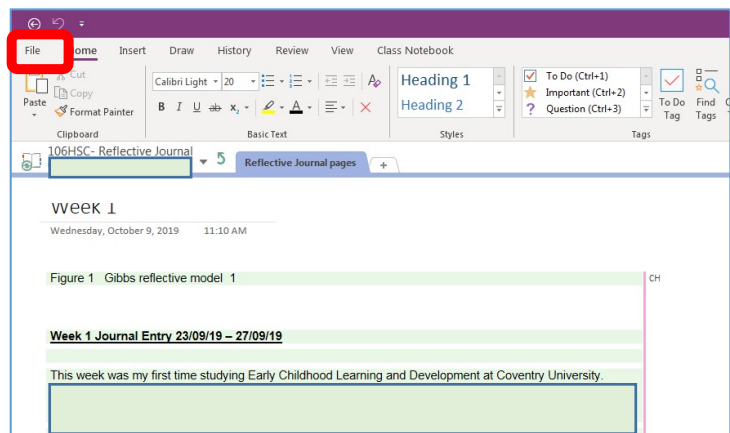 File Home Insert Draw History Review View Class Notebook
Cut
Copy
Paste
Format Painter
Clipboard
Calibri Light 20
B I U ab x₂ A
Basic Text
Heading 1
Heading 2
Styles
To Do (Ctrl+1)
Important (Ctrl+2)
? Question (Ctrl+3)
To Do Tag
Find Tags
Tags
106HSC- Reflective Journal
Reflective Journal pages +
Week 1
Wednesday, October 9, 2019 11:10 AM
Figure 1 Gibbs reflective model 1
CH
Week 1 Journal Entry 23/09/19 – 27/09/19
This week was my first time studying Early Childhood Learning and Development at Coventry University.